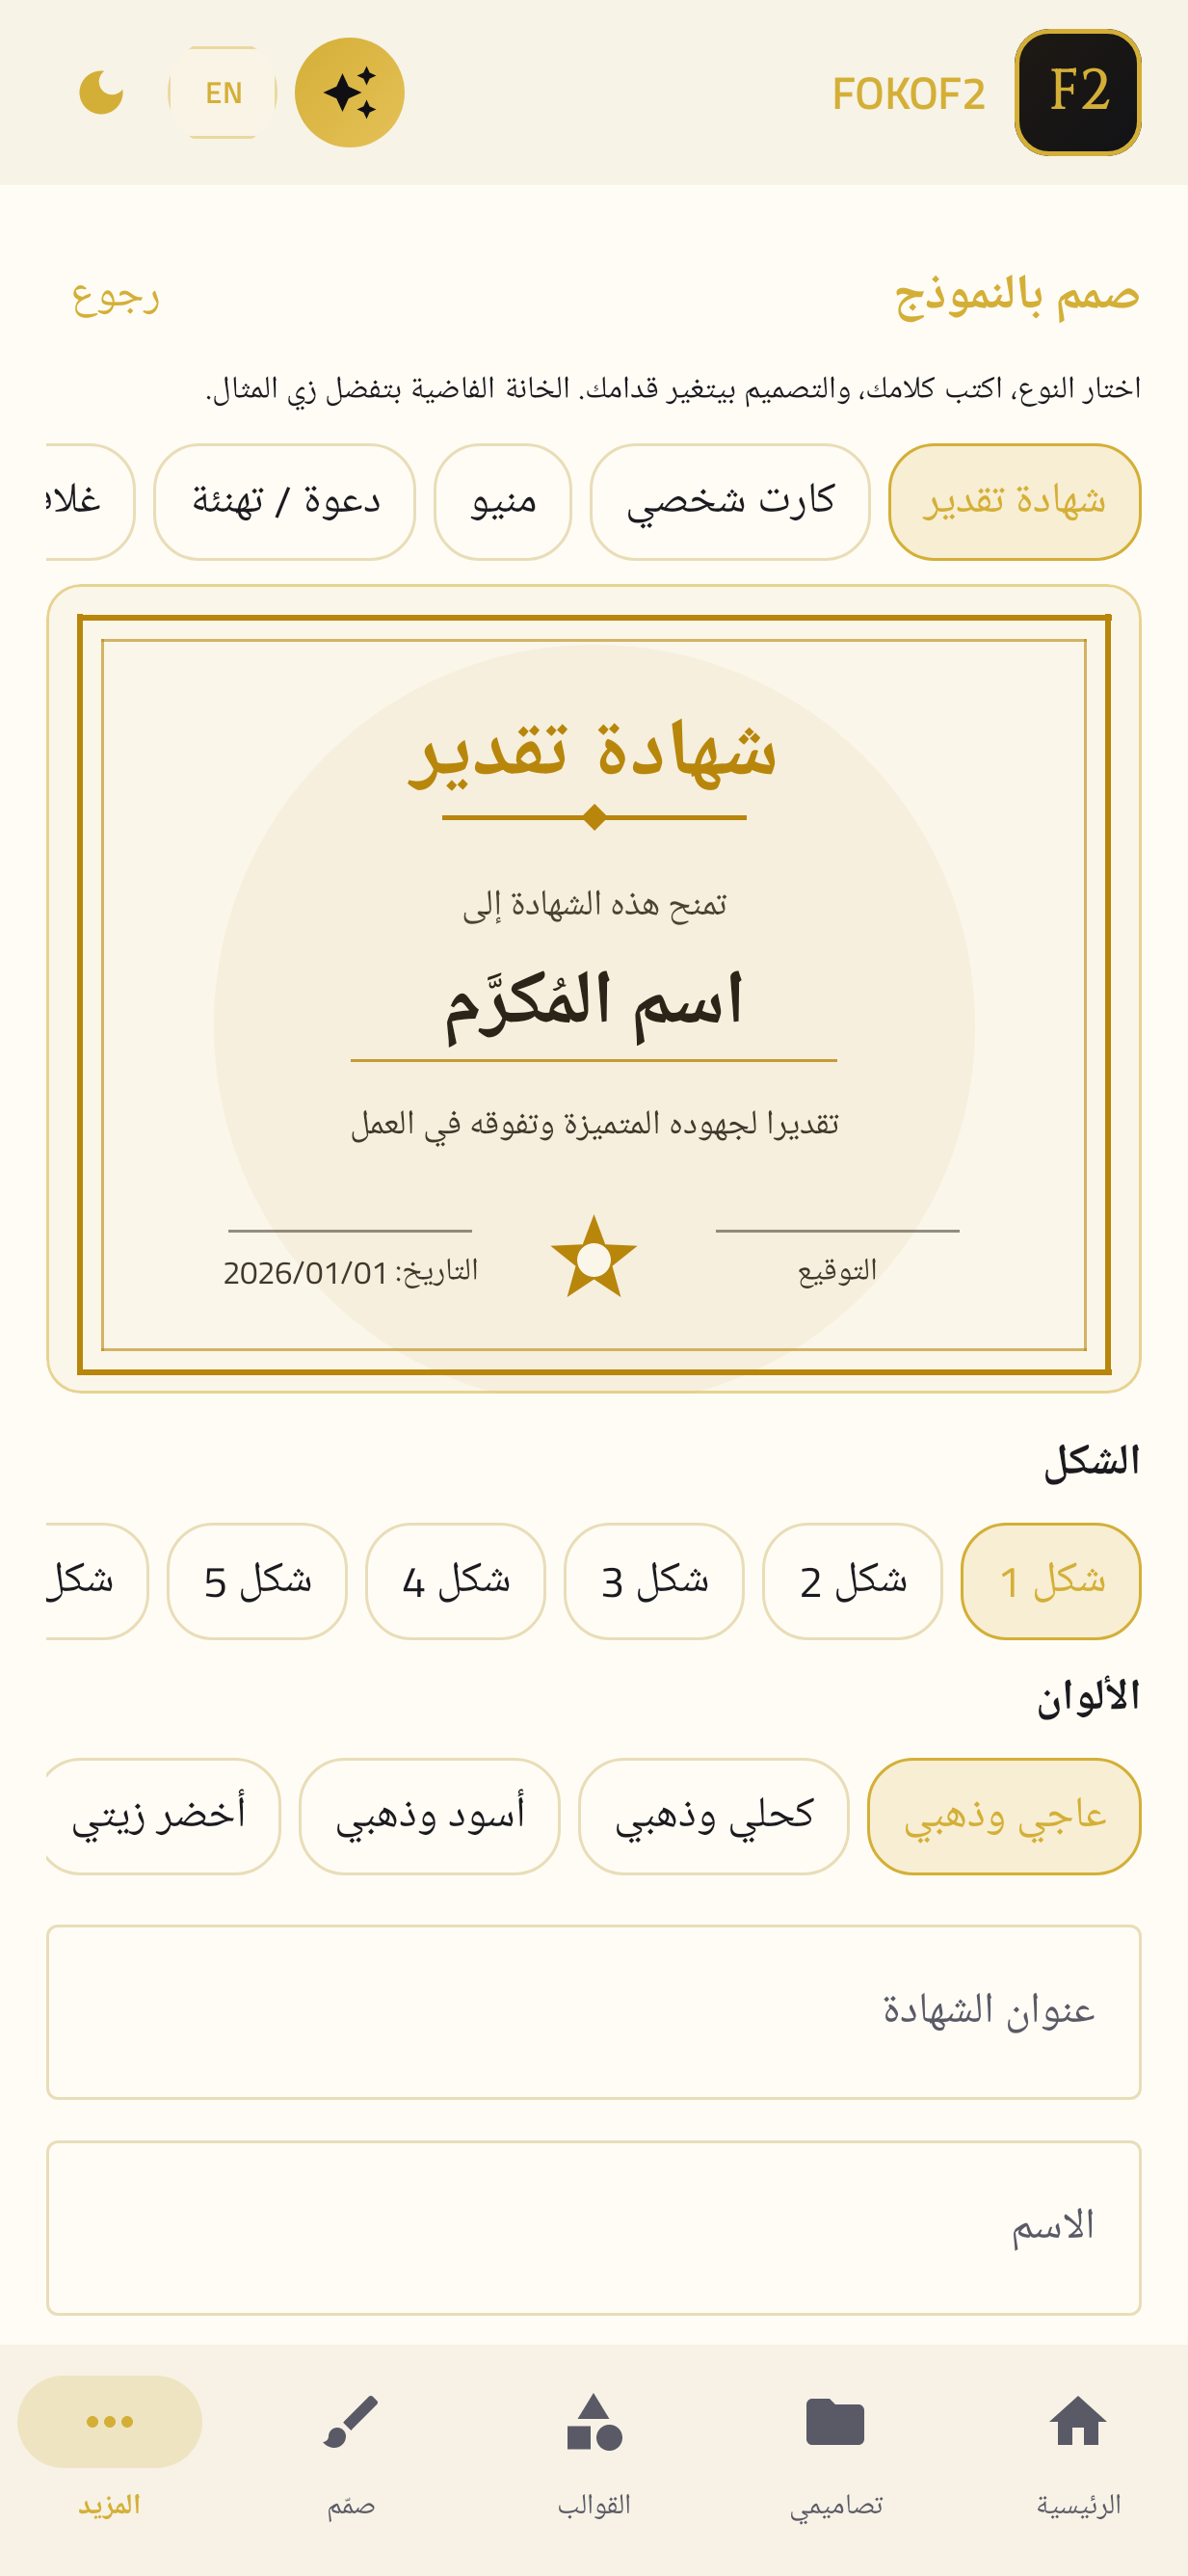 F2 FOKOF2 EN
صمم بالنموذج رجوع
اختار النوع، اكتب كلامك، والتصميم بيتغير قدامك. الخانة الفاضية بتفضل زي المثال.
شهادة تقدير كارت شخصي منيو دعوة / تهنئة
شهادة تقدير
تمنح هذه الشهادة إلى
اسم المُكرَّم
تقديرا لجهوده المتميزة وتفوقه في العمل
التوقيع التاريخ: 2026/01/01
الشكل
شكل 1 شكل 2 شكل 3 شكل 4 شكل 5 شكل
الألوان
عاجي وذهبي كحلي وذهبي أسود وذهبي أخضر زيتي
عنوان الشهادة
الاسم
الرئيسية تصاميمي القوالب صمّم المزيد